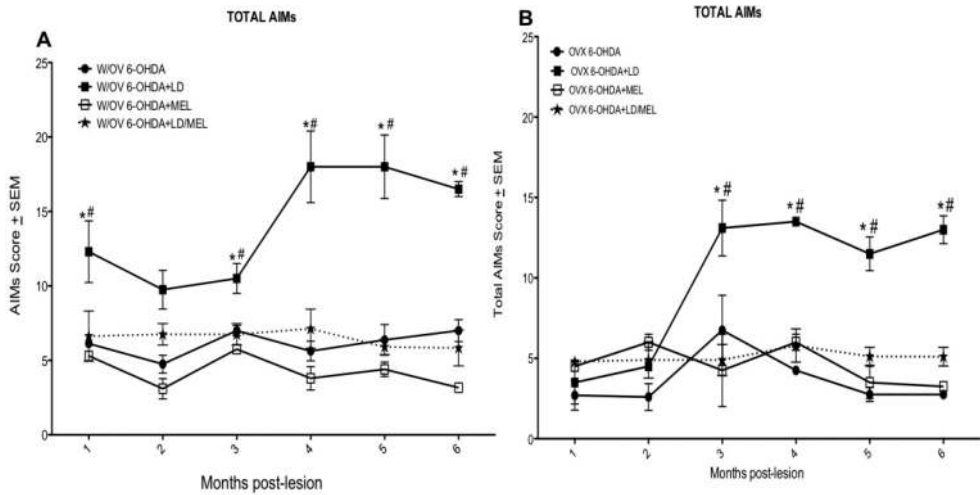 TOTAL AIMs
A
W/OV 6-OHDA
W/OV 6-OHDA+LD
W/OV 6-OHDA+MEL
W/OV 6-OHDA+LD/MEL
25
20
15
10
5
0
AIMs Score ± SEM
*#
*#
*#
*#
*#
1
2
3
4
5
6
Months post-lesion
TOTAL AIMs
B
OVX 6-OHDA
OVX 6-OHDA+LD
OVX 6-OHDA+MEL
OVX 6-OHDA+LD/MEL
25
20
15
10
5
0
Total AIMs Score ± SEM
*#
*#
*#
*#
1
2
3
4
5
6
Months post-lesion